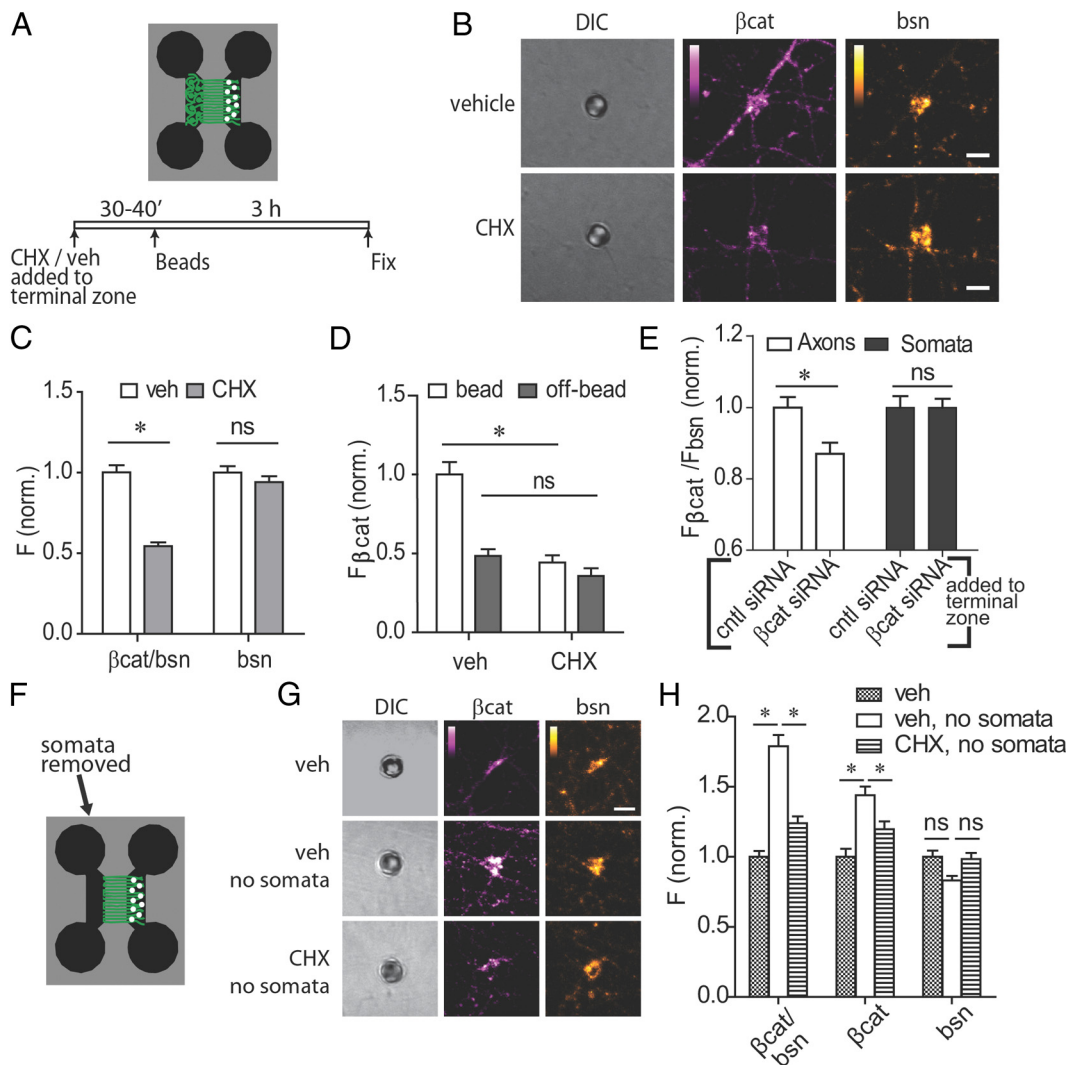 A
30-40’
3 h
CHX / veh
added to
terminal zone
Beads
Fix
B
DIC
βcat
bsn
vehicle
CHX
C
veh
CHX
*
ns
F (norm.)
1.5
1.0
0.5
0.0
βcat/bsn
bsn
D
bead
off-bead
*
ns
Fβcat (norm.)
1.5
1.0
0.5
0.0
veh
CHX
E
Axons
Somata
*
ns
Fβcat /Fbsn (norm.)
1.2
1.0
0.8
0.6
cntl siRNA
βcat siRNA
cntl siRNA
βcat siRNA
added to
terminal
zone
F
somata
removed
G
DIC
βcat
bsn
veh
veh
no somata
CHX
no somata
H
veh
veh, no somata
CHX, no somata
* *
* *
ns ns
F (norm.)
2.0
1.5
1.0
0.5
0.0
βcat/
bsn
βcat
bsn